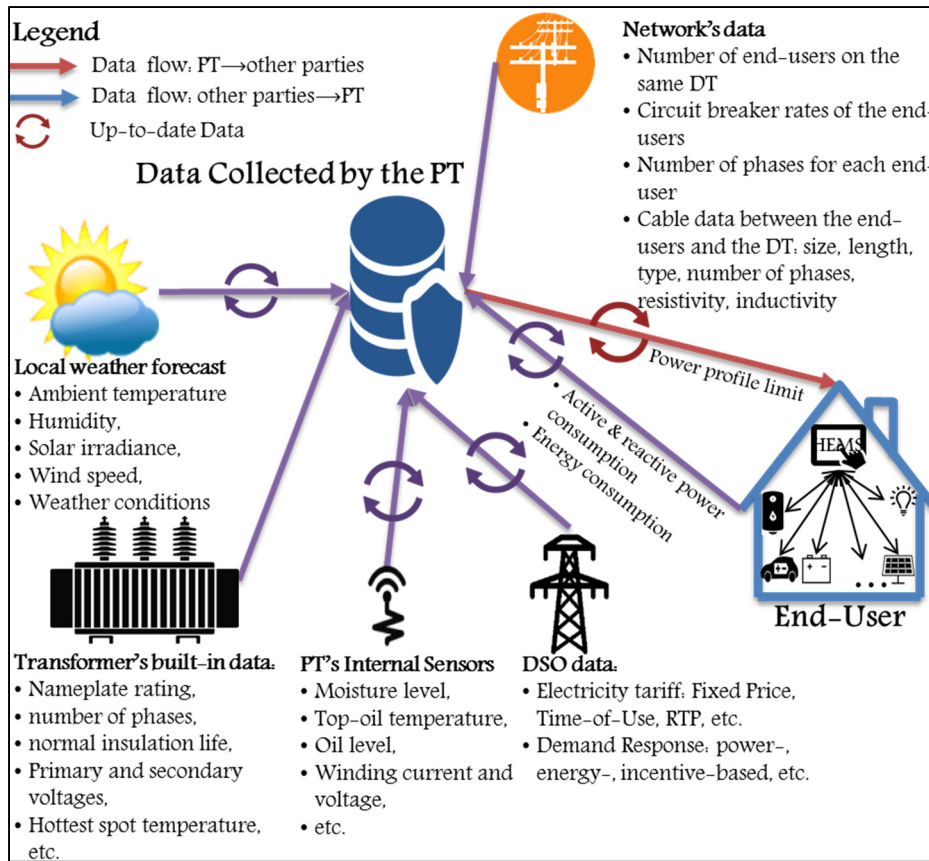 Legend
Data flow: PT→other parties
Data flow: other parties→PT
Up-to-date Data
Network's data
• Number of end-users on the
same DT
• Circuit breaker rates of the end-
users
• Number of phases for each end-
user
• Cable data between the end-
users and the DT: size, length,
type, number of phases,
resistivity, inductivity
Data Collected by the PT
Local weather forecast
• Ambient temperature
• Humidity,
• Solar irradiance,
• Wind speed,
• Weather conditions
Power profile limit
• Active & reactive power
consumption
• Energy consumption
HEMS
...
End-User
Transformer's built-in data:
• Nameplate rating,
• number of phases,
• normal insulation life,
• Primary and secondary
voltages,
• Hottest spot temperature,
etc.
PT's Internal Sensors
• Moisture level,
• Top-oil temperature,
• Oil level,
• Winding current and
voltage,
• etc.
DSO data:
• Electricity tariff: Fixed Price,
Time-of-Use, RTP, etc.
• Demand Response: power-,
energy-, incentive-based, etc.